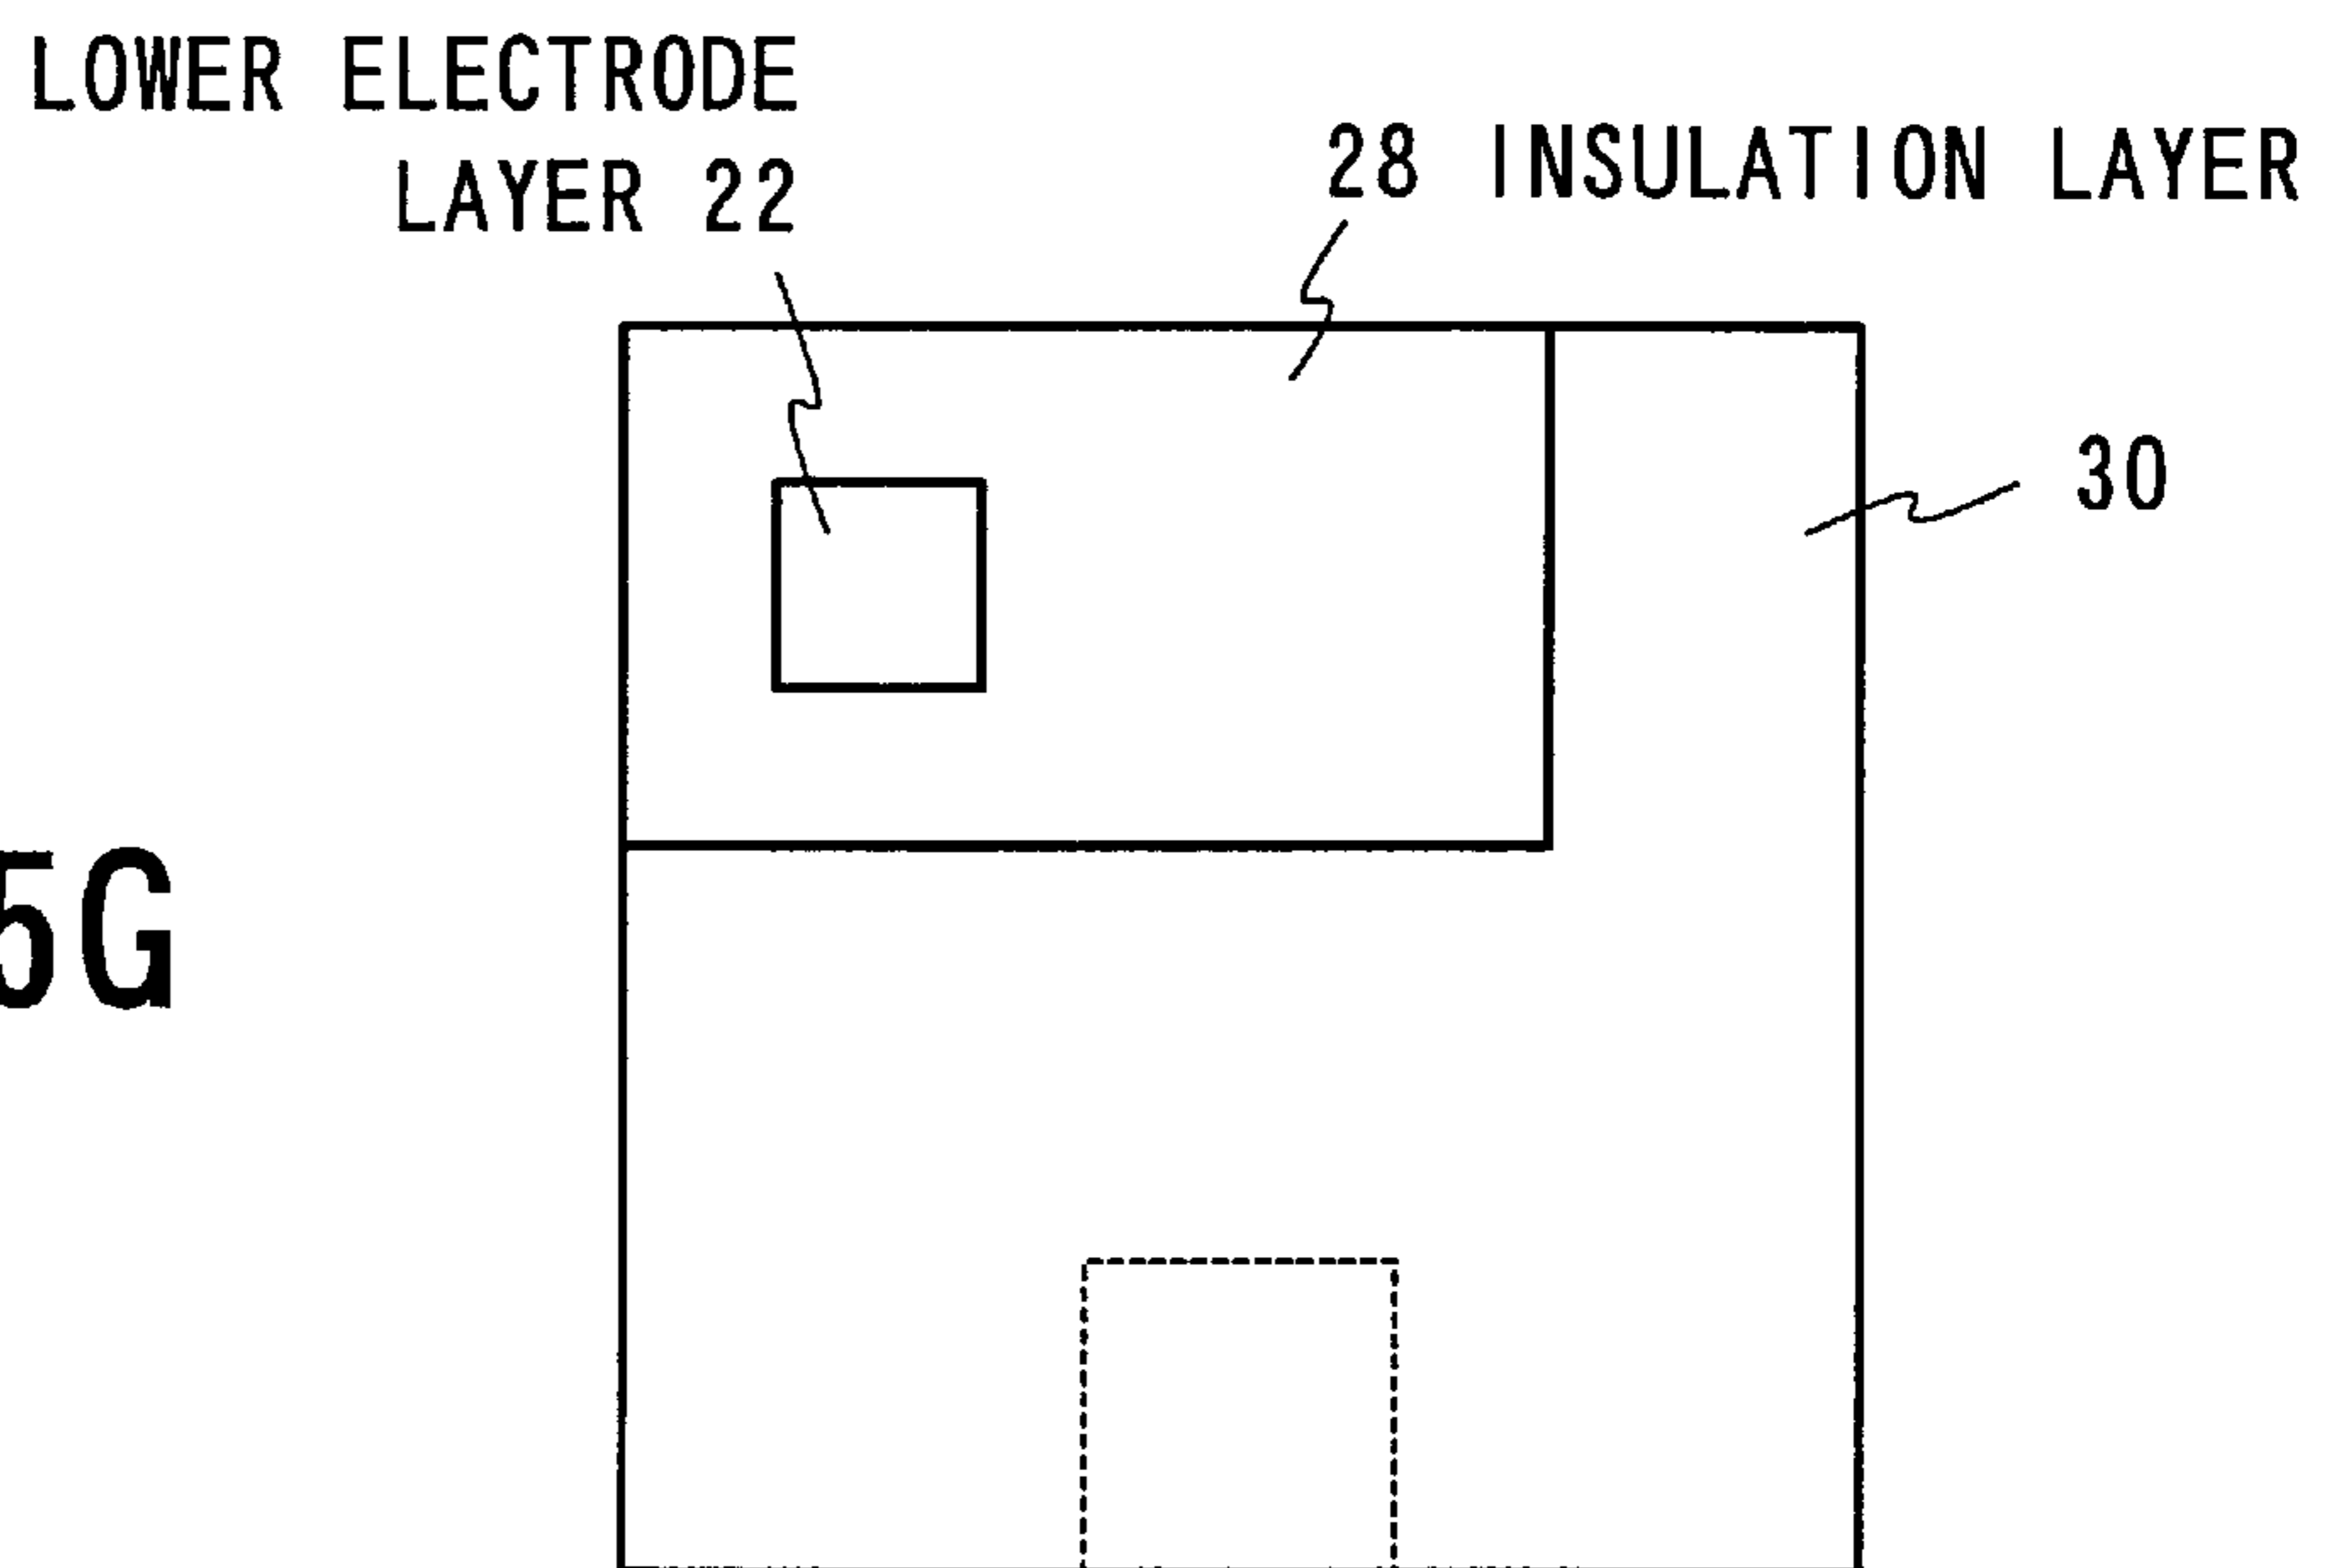 LOWER ELECTRODE
LAYER 22
28 INSULATION LAYER
30
5G